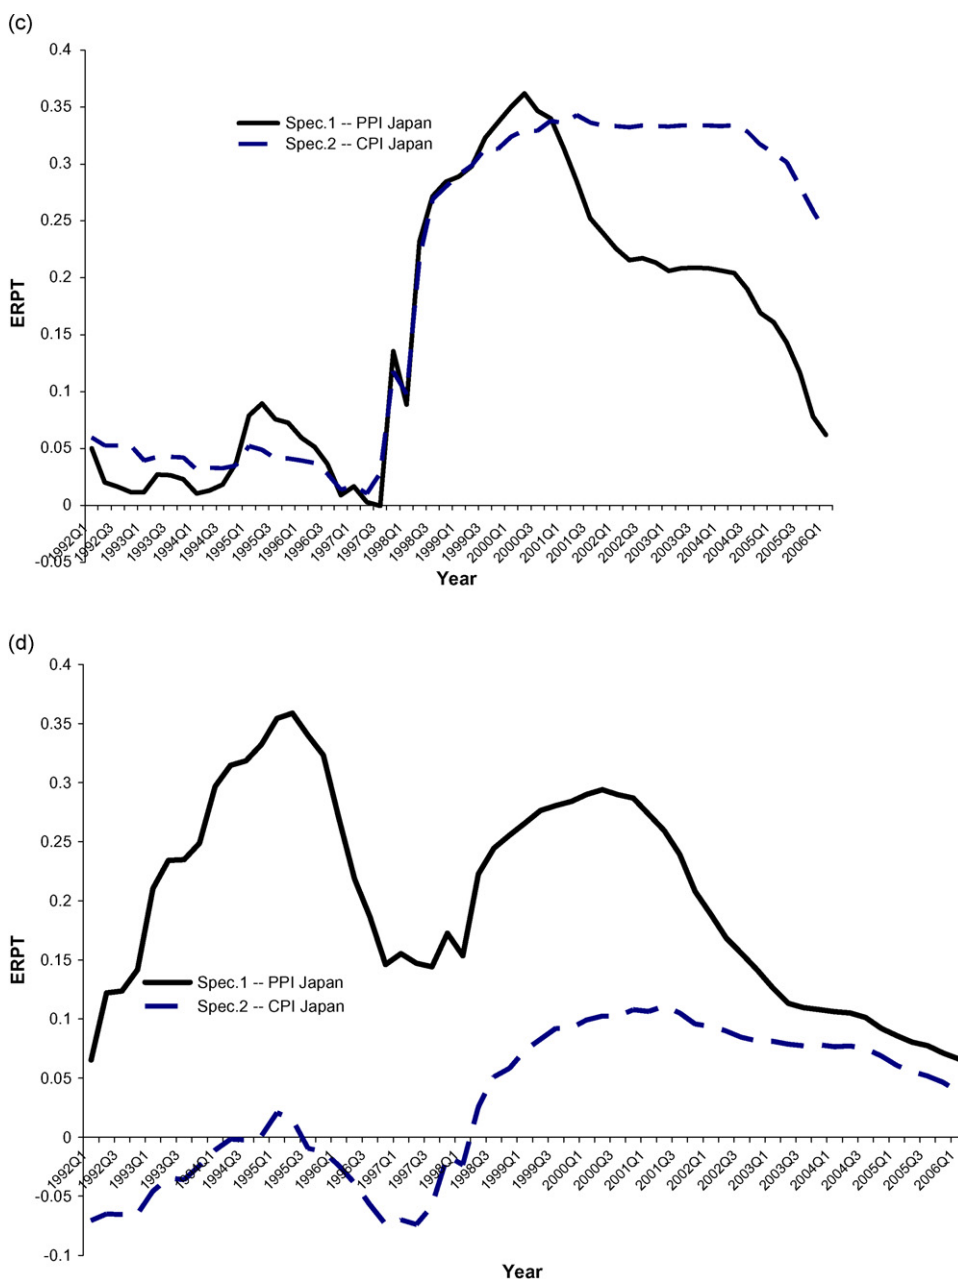 (c)
0.4
0.35
Spec.1 -- PPI Japan
Spec.2 -- CPI Japan
0.3
0.25
0.2
ERPT
0.15
0.1
0.05
0
-0.05
1992Q1
1992Q3
1993Q1
1993Q3
1994Q1
1994Q3
1995Q1
1995Q3
1996Q1
1996Q3
1997Q1
1997Q3
1998Q1
1998Q3
1999Q1
1999Q3
2000Q1
2000Q3
2001Q1
2001Q3
2002Q1
2002Q3
2003Q1
2003Q3
2004Q1
2004Q3
2005Q1
2005Q3
2006Q1
Year
(d)
0.4
0.35
0.3
0.25
0.2
ERPT
0.15
Spec.1 -- PPI Japan
Spec.2 -- CPI Japan
0.1
0.05
0
1992Q1
1992Q3
1993Q1
1993Q3
1994Q1
1994Q3
1995Q1
1995Q3
1996Q1
1996Q3
1997Q1
1997Q3
1998Q1
1998Q3
1999Q1
1999Q3
2000Q1
2000Q3
2001Q1
2001Q3
2002Q1
2002Q3
2003Q1
2003Q3
2004Q1
2004Q3
2005Q1
2005Q3
2006Q1
-0.05
-0.1
Year